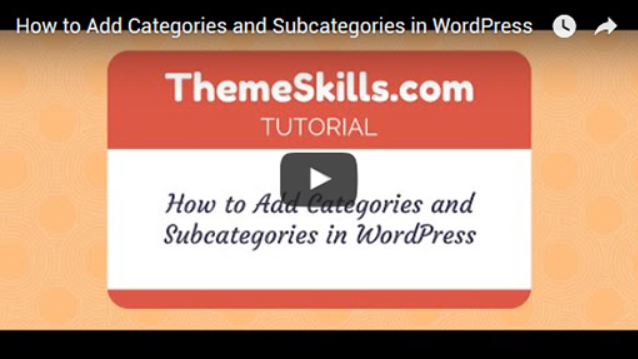 How to Add Categories and Subcategories in WordPress
ThemeSkills.com
TUTORIAL
How to Add Categories and
Subcategories in WordPress